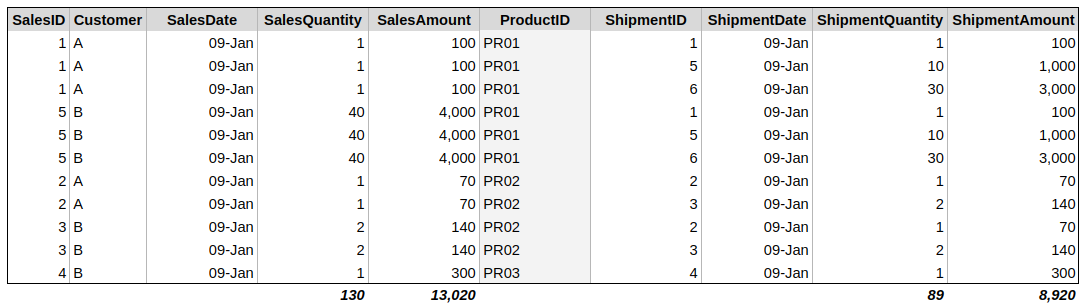 SalesID Customer SalesDate SalesQuantity SalesAmount ProductID ShipmentID ShipmentDate ShipmentQuantity ShipmentAmount
1 A 09-Jan 1 100 PR01 1 09-Jan 1 100
1 A 09-Jan 1 100 PR01 5 09-Jan 10 1,000
1 A 09-Jan 1 100 PR01 6 09-Jan 30 3,000
5 B 09-Jan 40 4,000 PR01 1 09-Jan 1 100
5 B 09-Jan 40 4,000 PR01 5 09-Jan 10 1,000
5 B 09-Jan 40 4,000 PR01 6 09-Jan 30 3,000
2 A 09-Jan 1 70 PR02 2 09-Jan 1 70
2 A 09-Jan 1 70 PR02 3 09-Jan 2 140
3 B 09-Jan 2 140 PR02 2 09-Jan 1 70
3 B 09-Jan 2 140 PR02 3 09-Jan 2 140
4 B 09-Jan 1 300 PR03 4 09-Jan 1 300
130 13,020 89 8,920